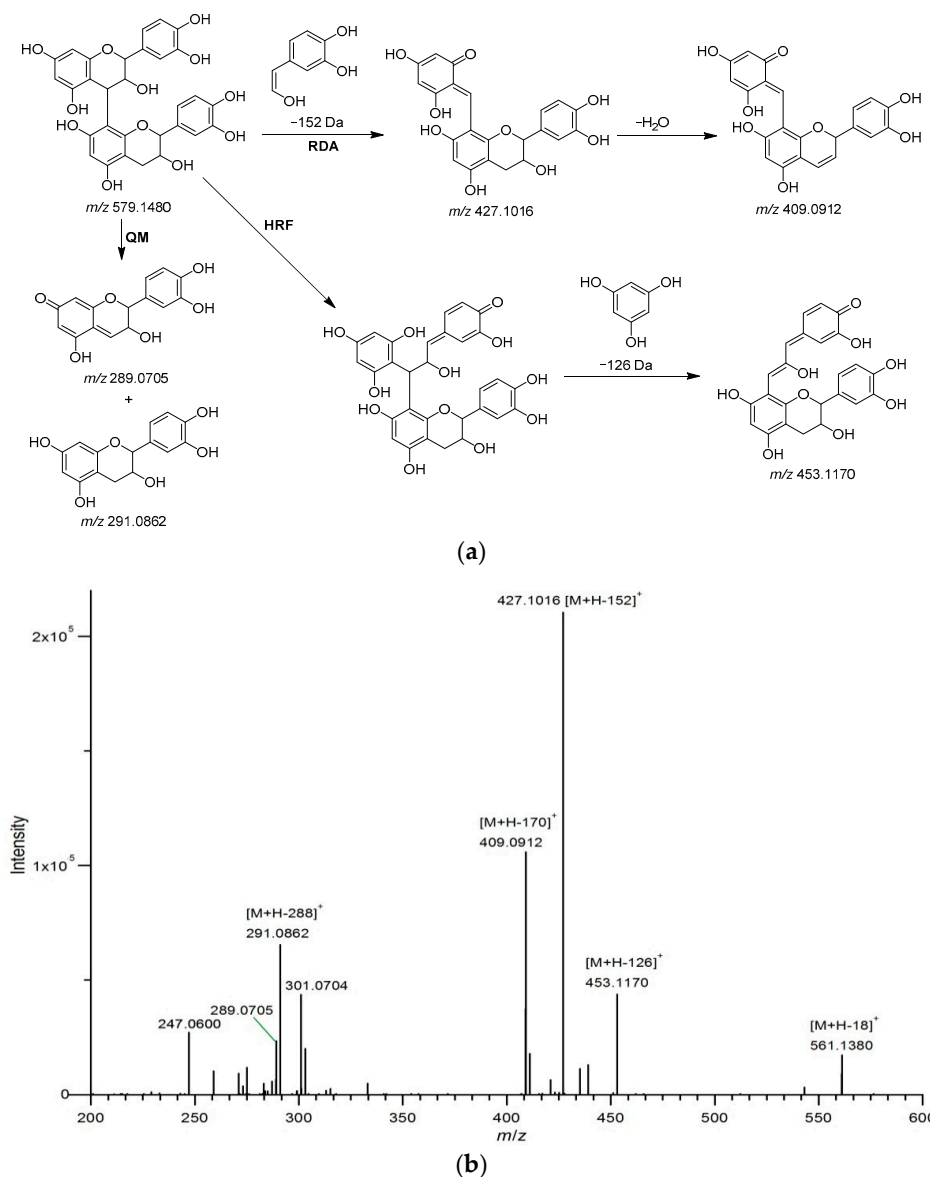 OH
HO
O
OH
OH
OH
HO
O
OH
OH
OH
OH
m/z 579.1480
OH
OH
OH
−152 Da
RDA
HO
O
OH
HO
O
OH
OH
OH
OH
m/z 427.1016
−H₂O
HO
O
OH
HO
O
OH
OH
OH
m/z 409.0912
QM
HRF
O
O
OH
OH
OH
OH
m/z 289.0705
+
HO
O
OH
OH
OH
OH
m/z 291.0862
HO
OH
OH
OH
O
OH
HO
O
OH
OH
OH
OH
HO
OH
OH
−126 Da
O
OH
OH
HO
O
OH
OH
OH
OH
m/z 453.1170
(a)
427.1016 [M+H-152]⁺
2x10⁵
[M+H-170]⁺
409.0912
1x10⁵
Intensity
[M+H-288]⁺
291.0862
[M+H-126]⁺
453.1170
301.0704
289.0705
247.0600
[M+H-18]⁺
561.1380
0
200 250 300 350 400 450 500 550 600
m/z
(b)